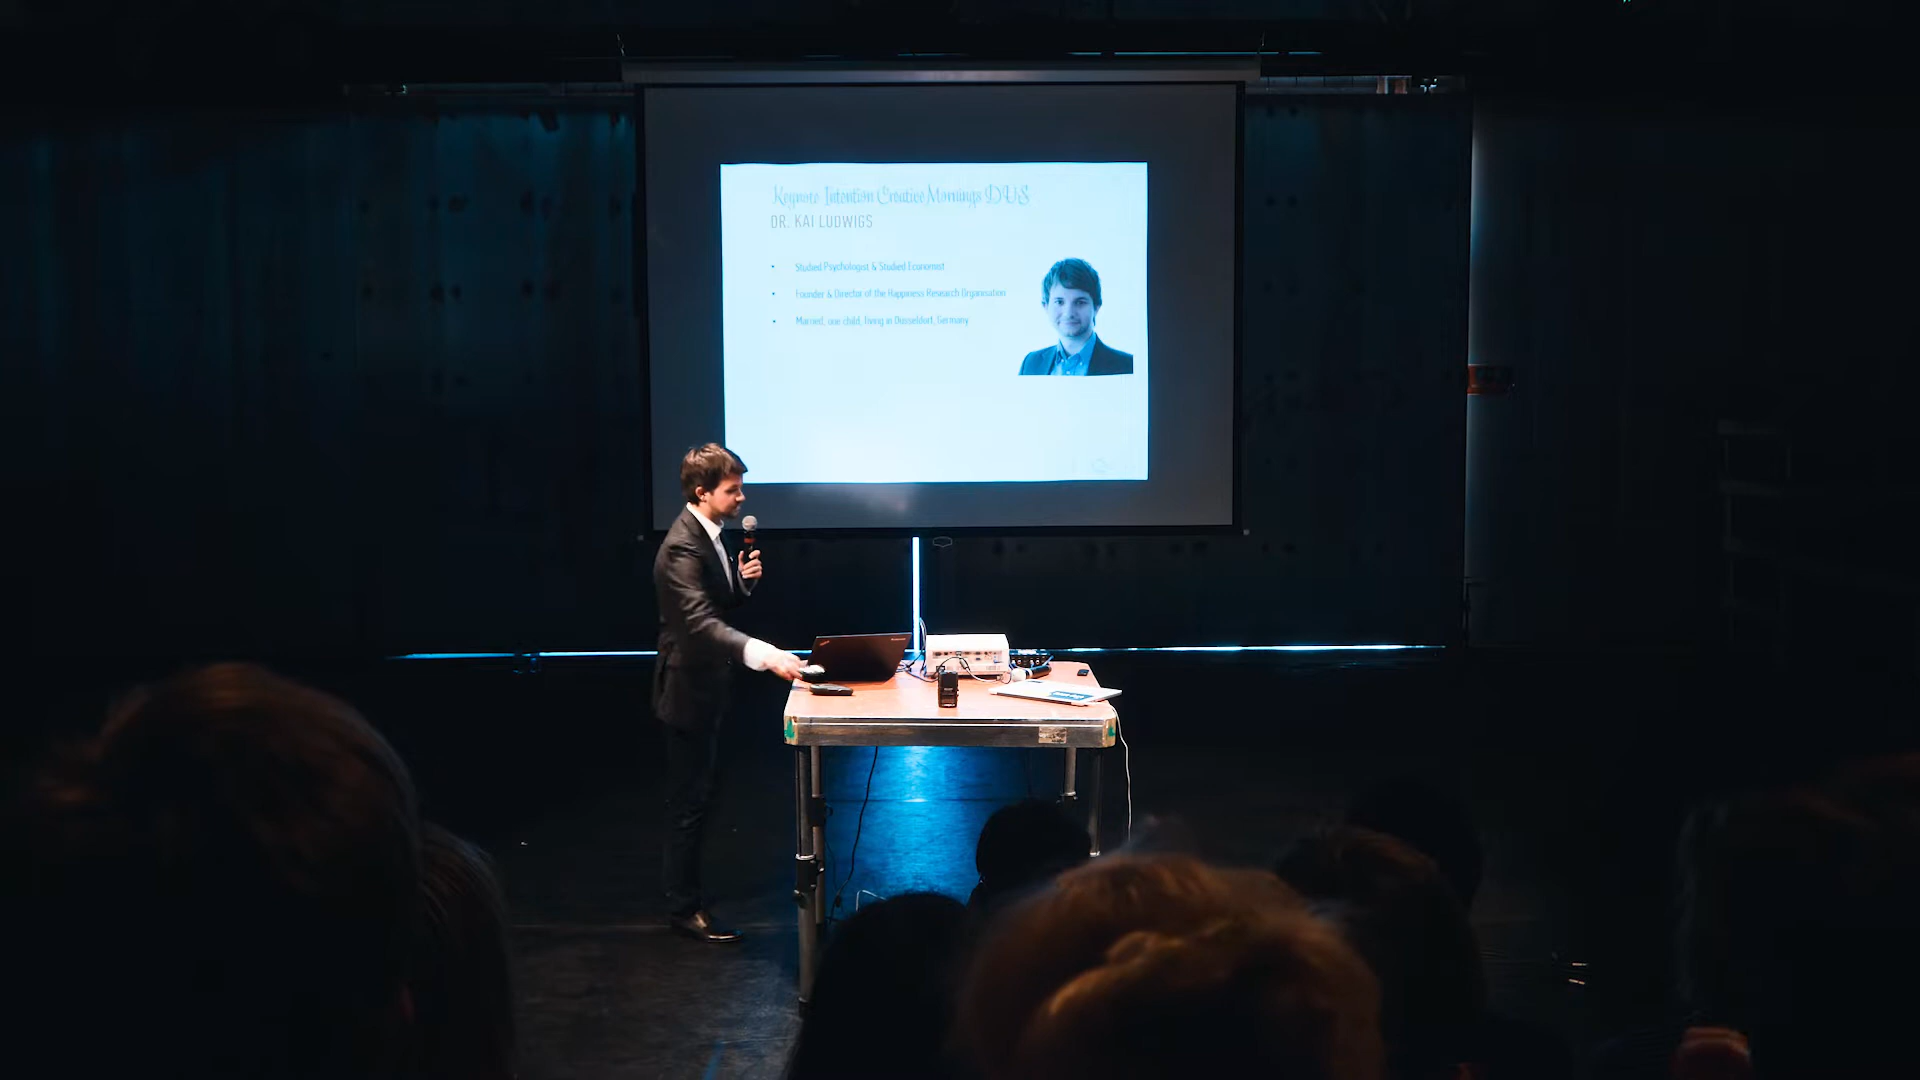 Keynote Intention CreativeMornings DUS
DR. KAI LUDWIGS
• Studied Psychologist & Studied Economist
• Founder & Director of the Happiness Research Organisation
• Married, one child, living in Düsseldorf, Germany